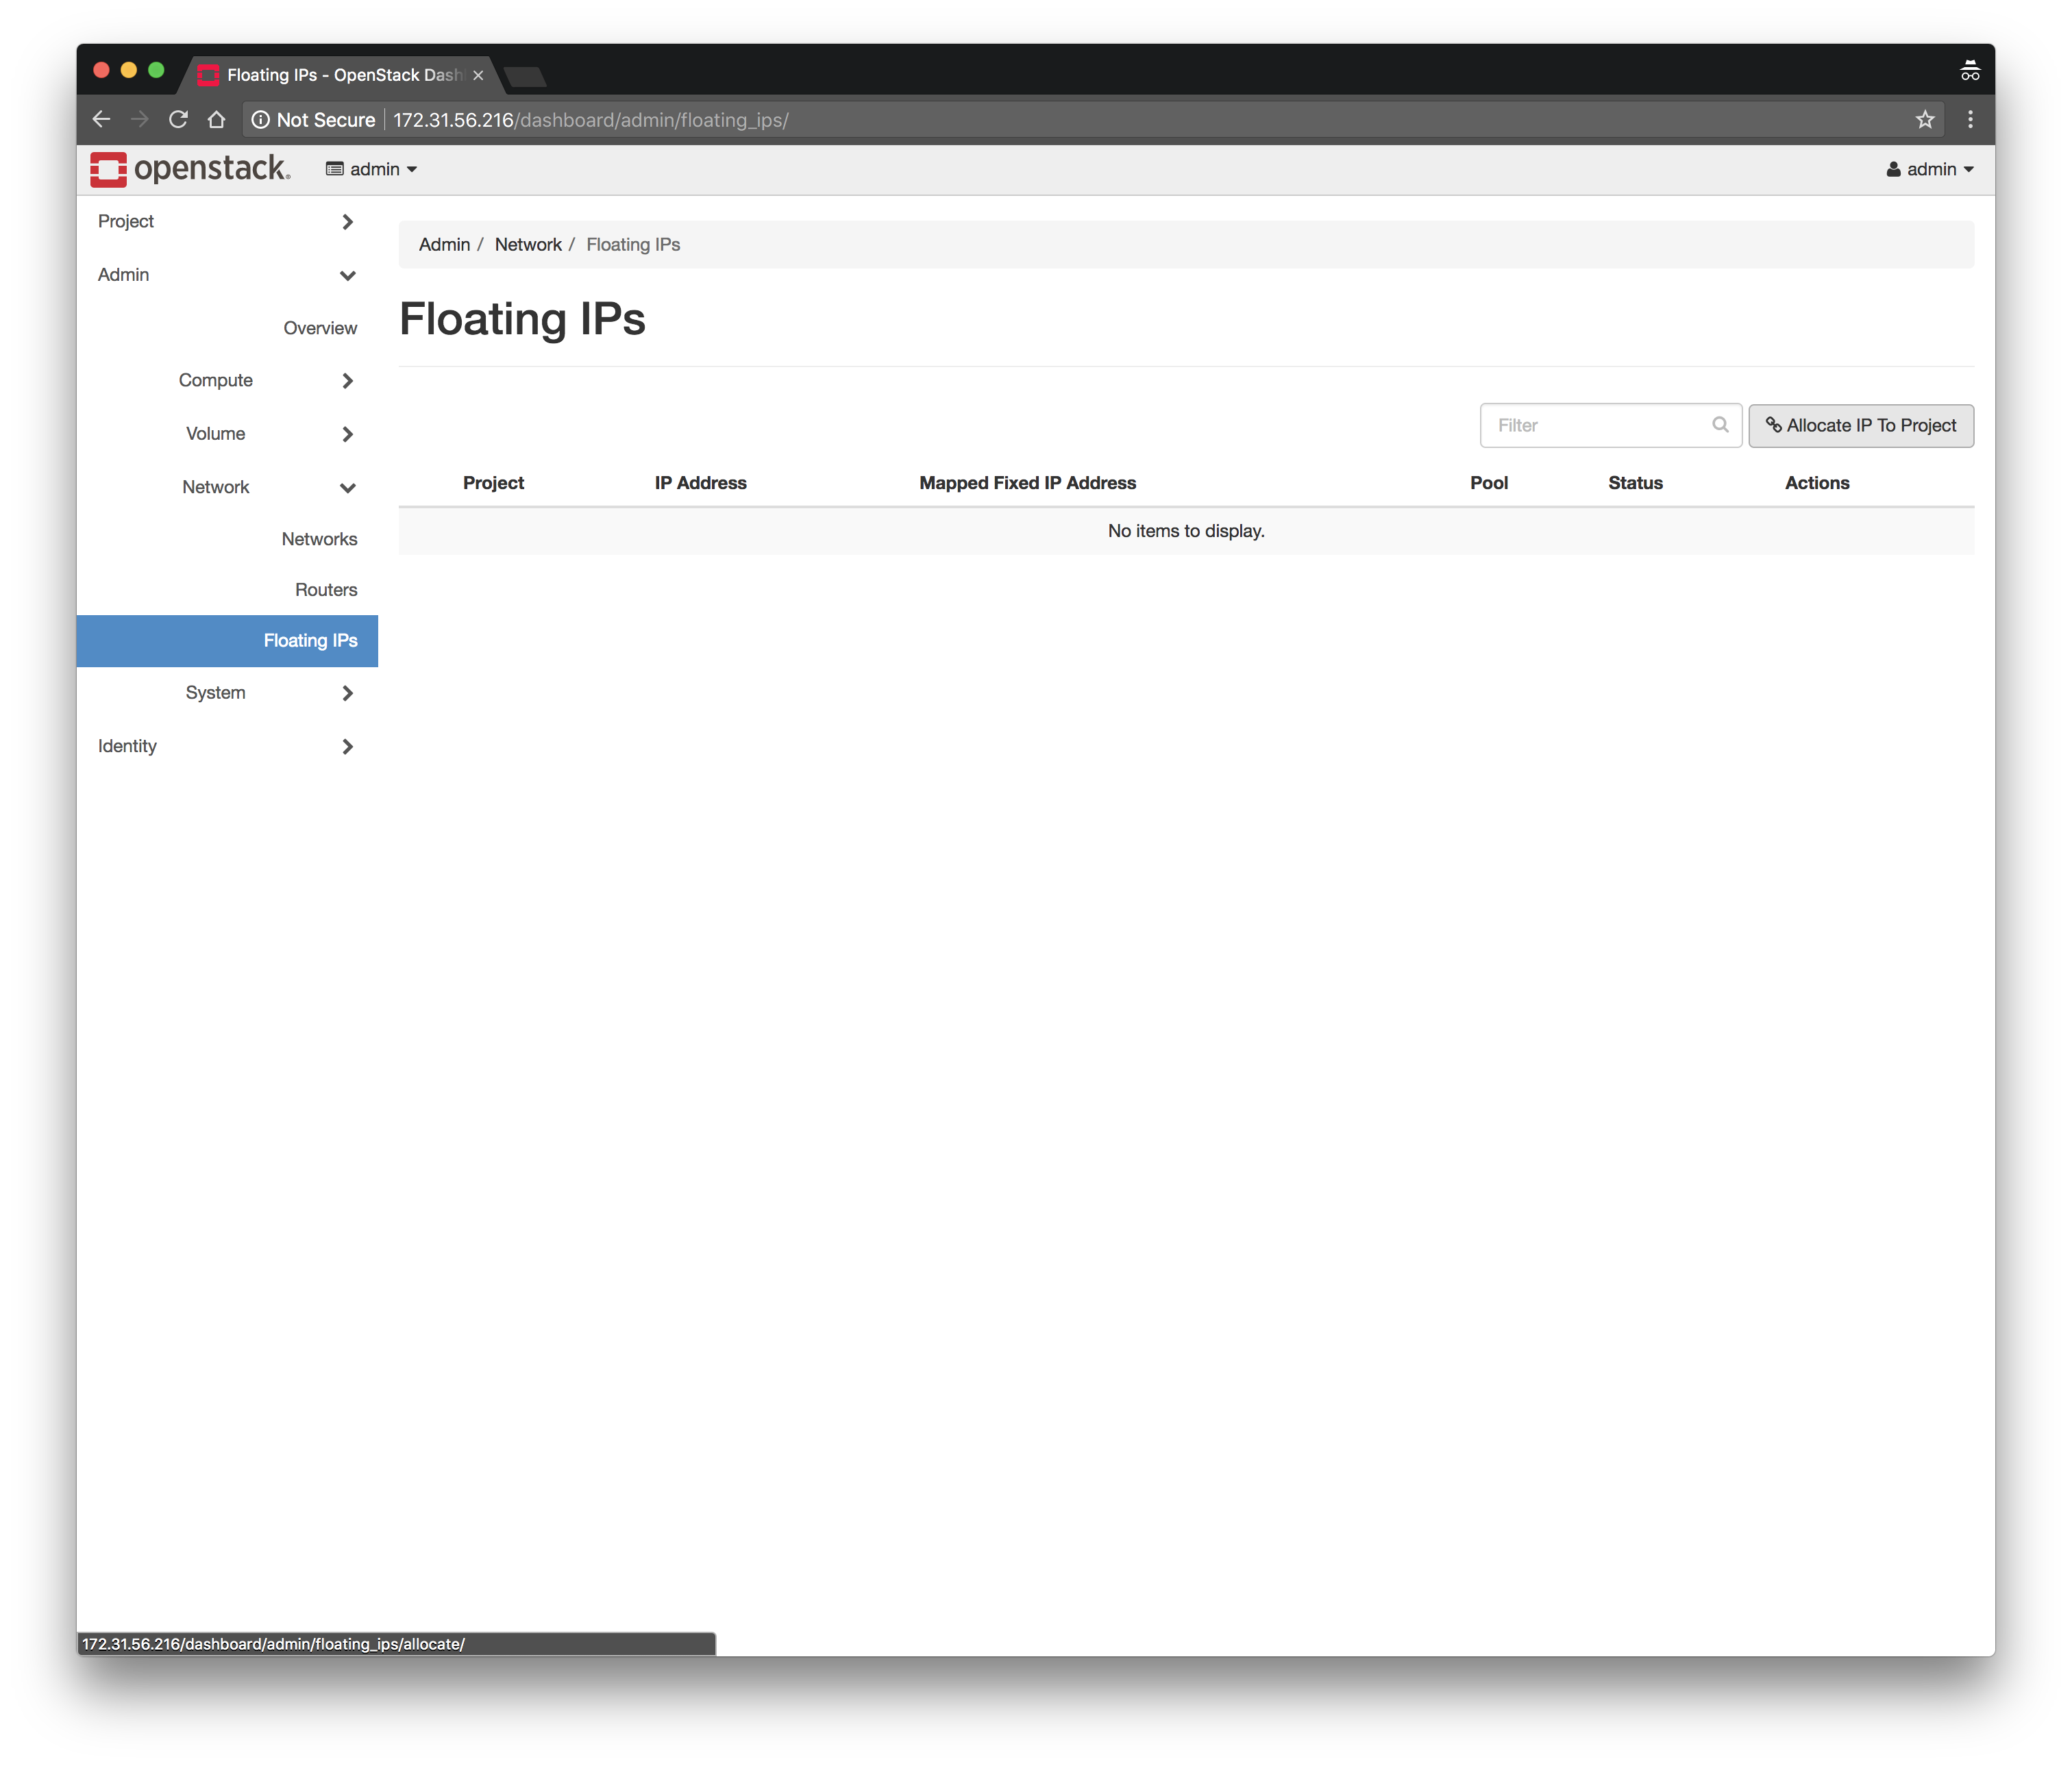 Floating IPs - OpenStack Dash
Not Secure 172.31.56.216/dashboard/admin/floating_ips/
openstack. admin admin
Project
Admin
Overview
Compute
Volume
Network
Networks
Routers
Floating IPs
System
Identity
Admin / Network / Floating IPs
Floating IPs
Filter Allocate IP To Project
Project IP Address Mapped Fixed IP Address Pool Status Actions
No items to display.
172.31.56.216/dashboard/admin/floating_ips/allocate/